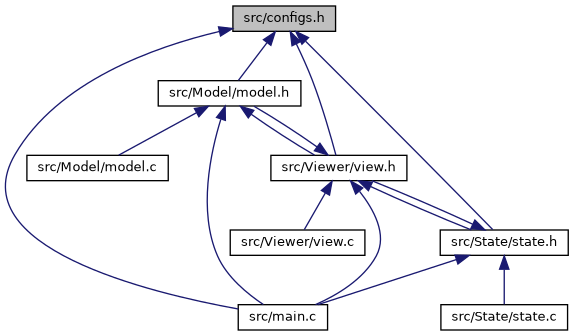 src/configs.h
src/Model/model.h
src/Model/model.c
src/Viewer/view.h
src/Viewer/view.c
src/State/state.h
src/main.c
src/State/state.c